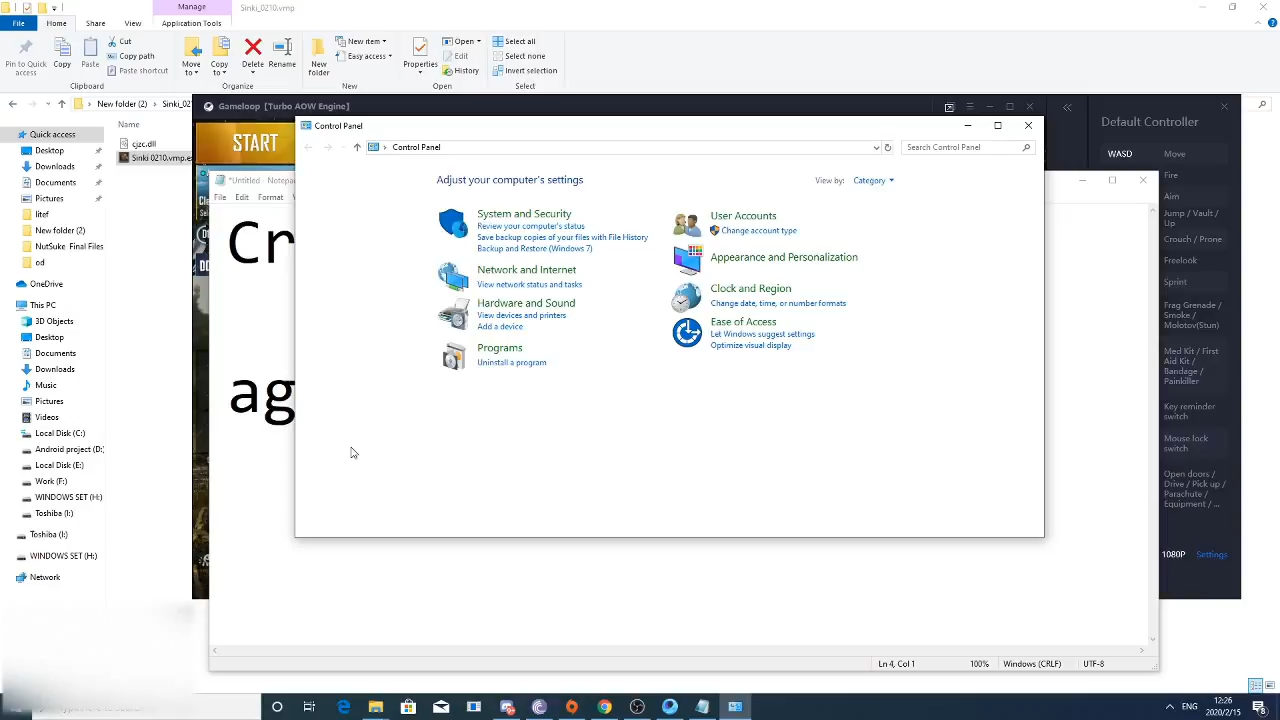 Manage
Sinki_0210.vmp
File
Home
Share
View
Application Tools
Pin to Quick access
Copy
Paste
Cut
Copy path
Paste shortcut
Clipboard
Move to
Copy to
Delete
Rename
Organize
New folder
New item
Easy access
New
Properties
Open
Edit
History
Open
Select all
Select none
Invert selection
Select
New folder (2)
Quick access
Desktop
Downloads
Documents
Pictures
litef
New folder (2)
NutSuke Final Files
od
OneDrive
This PC
3D Objects
Desktop
Documents
Downloads
Music
Pictures
Videos
Local Disk (C:)
Android project (D:)
Local Disk (E:)
Work (F:)
WINDOWS SET (H:)
Toshiba (I:)
Toshiba (I:)
WINDOWS SET (H:)
Network
Name
cjzc.dll
Sinki 0210.vmp.e
Gameloop [Turbo AOW Engine]
START
*Untitled - Notepa
File Edit Format
Cr
ag
Control Panel
Control Panel
Search Control Panel
Adjust your computer's settings
View by: Category
System and Security
Review your computer's status
Save backup copies of your files with File History
Backup and Restore (Windows 7)
Network and Internet
View network status and tasks
Hardware and Sound
View devices and printers
Add a device
Programs
Uninstall a program
User Accounts
Change account type
Appearance and Personalization
Clock and Region
Change date, time, or number formats
Ease of Access
Let Windows suggest settings
Optimize visual display
Default Controller
WASD Move
Fire
Aim
Jump / Vault /
Up
Crouch / Prone
Freelook
Sprint
Frag Grenade /
Smoke /
Molotov(Stun)
Med Kit / First
Aid Kit /
Bandage /
Painkiller
Key reminder
switch
Mouse lock
switch
Open doors /
Drive / Pick up /
Parachute /
Equipment / ...
1080P Settings
Ln 4, Col 1
100%
Windows (CRLF)
UTF-8
ENG
12:26
2020/2/15